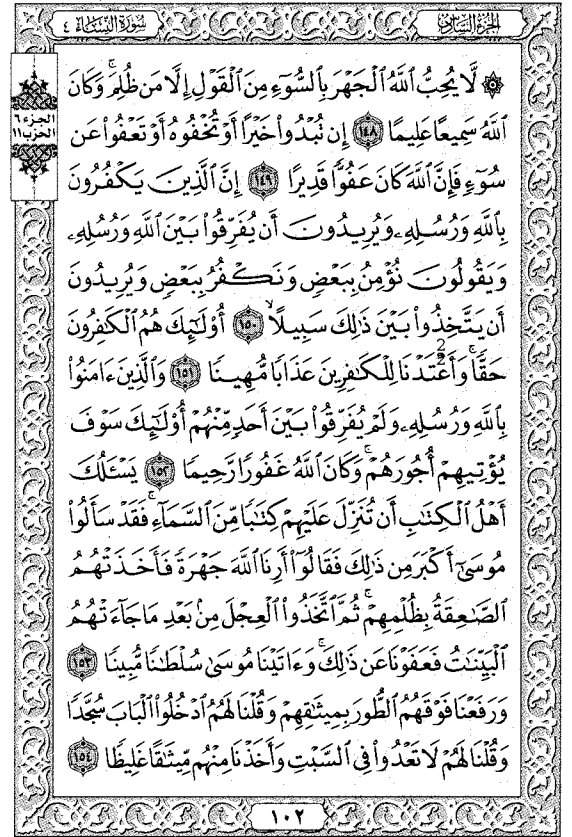 الجزء السادس
سورة النساء ٤
الجزء ٦
الحزب ١١
۞ لَّا يُحِبُّ ٱللَّهُ ٱلْجَهْرَ بِٱلسُّوٓءِ مِنَ ٱلْقَوْلِ إِلَّا مَن ظُلِمَ ۚ وَكَانَ
ٱللَّهُ سَمِيعًا عَلِيمًا ١٤٨ إِن تُبْدُوا۟ خَيْرًا أَوْ تُخْفُوهُ أَوْ تَعْفُوا۟ عَن
سُوٓءٍ فَإِنَّ ٱللَّهَ كَانَ عَفُوًّا قَدِيرًا ١٤٩ إِنَّ ٱلَّذِينَ يَكْفُرُونَ
بِٱللَّهِ وَرُسُلِهِۦ وَيُرِيدُونَ أَن يُفَرِّقُوا۟ بَيْنَ ٱللَّهِ وَرُسُلِهِۦ
وَيَقُولُونَ نُؤْمِنُ بِبَعْضٍ وَنَكْفُرُ بِبَعْضٍ وَيُرِيدُونَ
أَن يَتَّخِذُوا۟ بَيْنَ ذَٰلِكَ سَبِيلًا ١٥٠ أُو۟لَٰٓئِكَ هُمُ ٱلْكَٰفِرُونَ
حَقًّا ۚ وَأَعْتَدْنَا لِلْكَٰفِرِينَ عَذَابًا مُّهِينًا ١٥١ وَٱلَّذِينَ ءَامَنُوا۟
بِٱللَّهِ وَرُسُلِهِۦ وَلَمْ يُفَرِّقُوا۟ بَيْنَ أَحَدٍ مِّنْهُمْ أُو۟لَٰٓئِكَ سَوْفَ
يُؤْتِيهِمْ أُجُورَهُمْ ۗ وَكَانَ ٱللَّهُ غَفُورًا رَّحِيمًا ١٥٢ يَسْـَٔلُكَ
أَهْلُ ٱلْكِتَٰبِ أَن تُنَزِّلَ عَلَيْهِمْ كِتَٰبًا مِّنَ ٱلسَّمَآءِ ۚ فَقَدْ سَأَلُوا۟
مُوسَىٰٓ أَكْبَرَ مِن ذَٰلِكَ فَقَالُوٓا۟ أَرِنَا ٱللَّهَ جَهْرَةً فَأَخَذَتْهُمُ
ٱلصَّٰعِقَةُ بِظُلْمِهِمْ ۚ ثُمَّ ٱتَّخَذُوا۟ ٱلْعِجْلَ مِنۢ بَعْدِ مَا جَآءَتْهُمُ
ٱلْبَيِّنَٰتُ فَعَفَوْنَا عَن ذَٰلِكَ ۚ وَءَاتَيْنَا مُوسَىٰ سُلْطَٰنًا مُّبِينًا ١٥٣
وَرَفَعْنَا فَوْقَهُمُ ٱلطُّورَ بِمِيثَٰقِهِمْ وَقُلْنَا لَهُمُ ٱدْخُلُوا۟ ٱلْبَابَ سُجَّدًا
وَقُلْنَا لَهُمْ لَا تَعْدُوا۟ فِى ٱلسَّبْتِ وَأَخَذْنَا مِنْهُم مِّيثَٰقًا غَلِيظًا ١٥٤
١٠٢